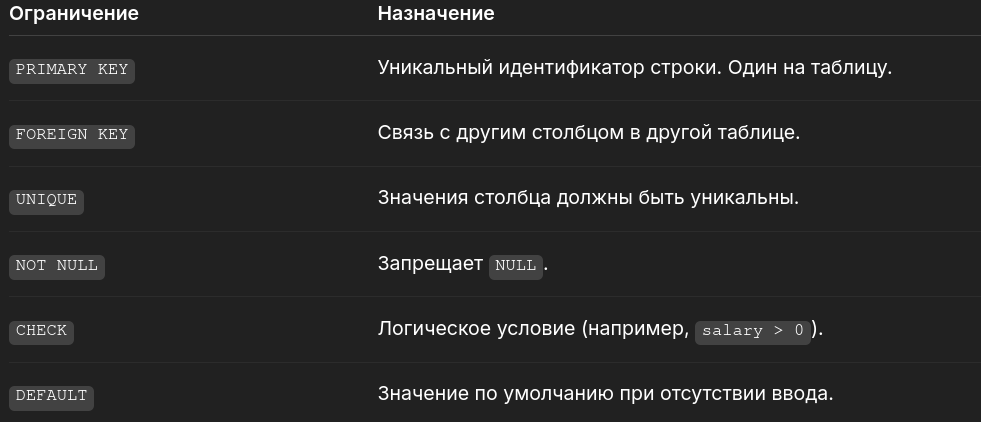 Ограничение Назначение
PRIMARY KEY Уникальный идентификатор строки. Один на таблицу.
FOREIGN KEY Связь с другим столбцом в другой таблице.
UNIQUE Значения столбца должны быть уникальны.
NOT NULL Запрещает NULL.
CHECK Логическое условие (например, salary > 0).
DEFAULT Значение по умолчанию при отсутствии ввода.